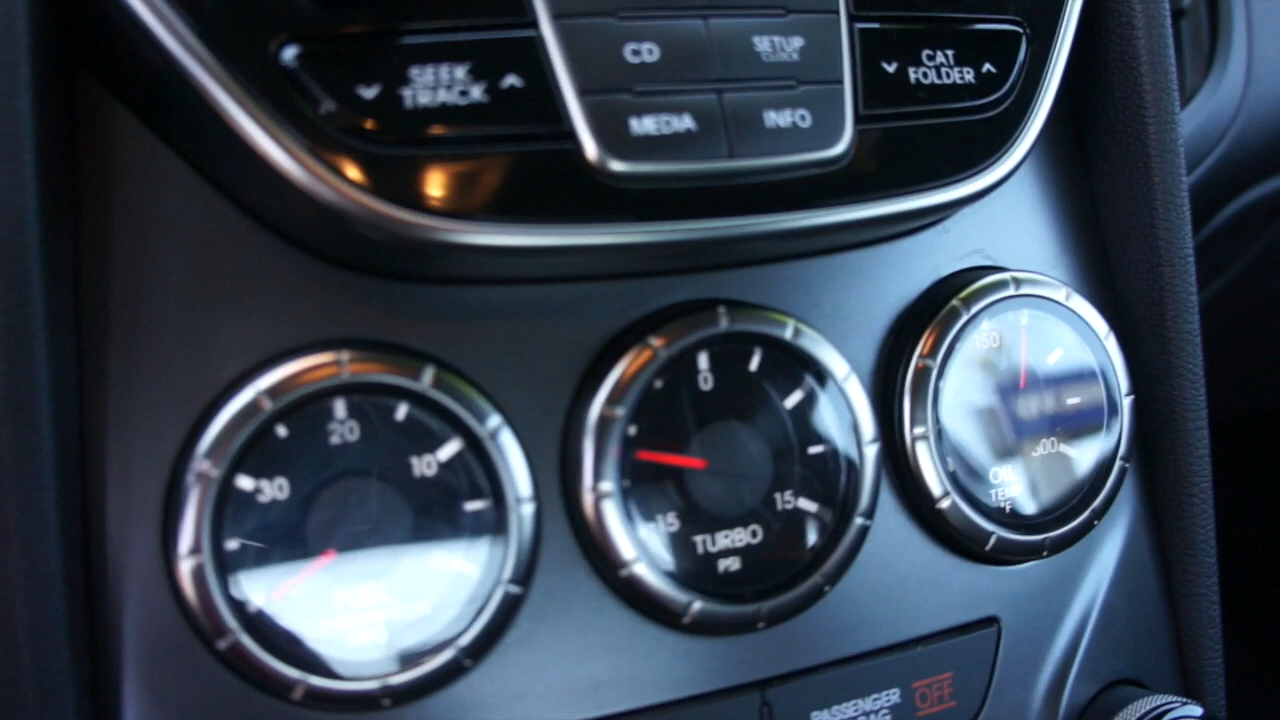 SEEK
TRACK
CD
SETUP
CLOCK
MEDIA
INFO
CAT
FOLDER
20
10
30
0
15
15
TURBO
PSI
150
300
OIL
TEMP
°F
PASSENGER
OFF